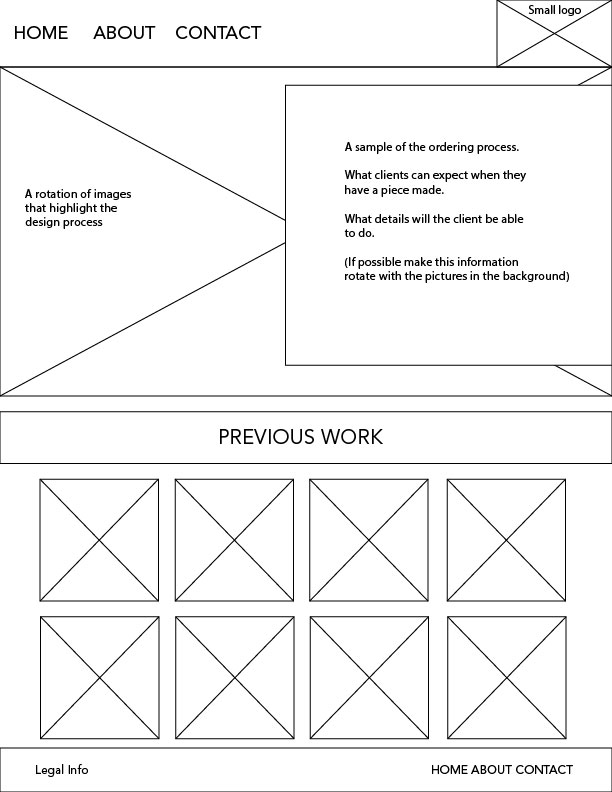 Small logo
HOME ABOUT CONTACT
A rotation of images
that highlight the
design process
A sample of the ordering process.
What clients can expect when they
have a piece made.
What details will the client be able
to do.
(If possible make this information
rotate with the pictures in the background)
PREVIOUS WORK
Legal Info
HOME ABOUT CONTACT